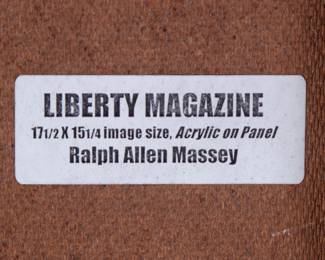 LIBERTY MAGAZINE
17 1/2 X 15 1/4 image size, Acrylic on Panel
Ralph Allen Massey